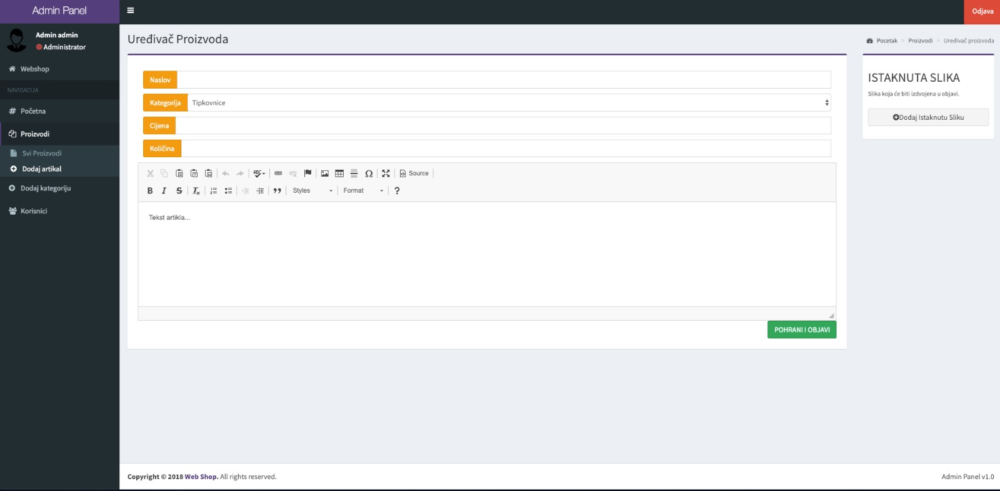 Admin Panel
Odjava
Admin admin
Administrator
Webshop
NAVIGACIJA
Početna
Proizvodi
Svi Proizvodi
Dodaj artikal
Dodaj kategoriju
Korisnici
Uređivač Proizvoda
Pocetak > Proizvodi > Uređivač proizvoda
Naslov
Kategorija Tipkovnice
Cijena
Količina
ABC
Ω Source
B I S Ix Styles Format ?
Tekst artikla...
POHRANI I OBJAVI
ISTAKNUTA SLIKA
Slika koja će biti izdvojena u objavi.
Dodaj Istaknutu Sliku
Copyright © 2018 Web Shop. All rights reserved.
Admin Panel v1.0